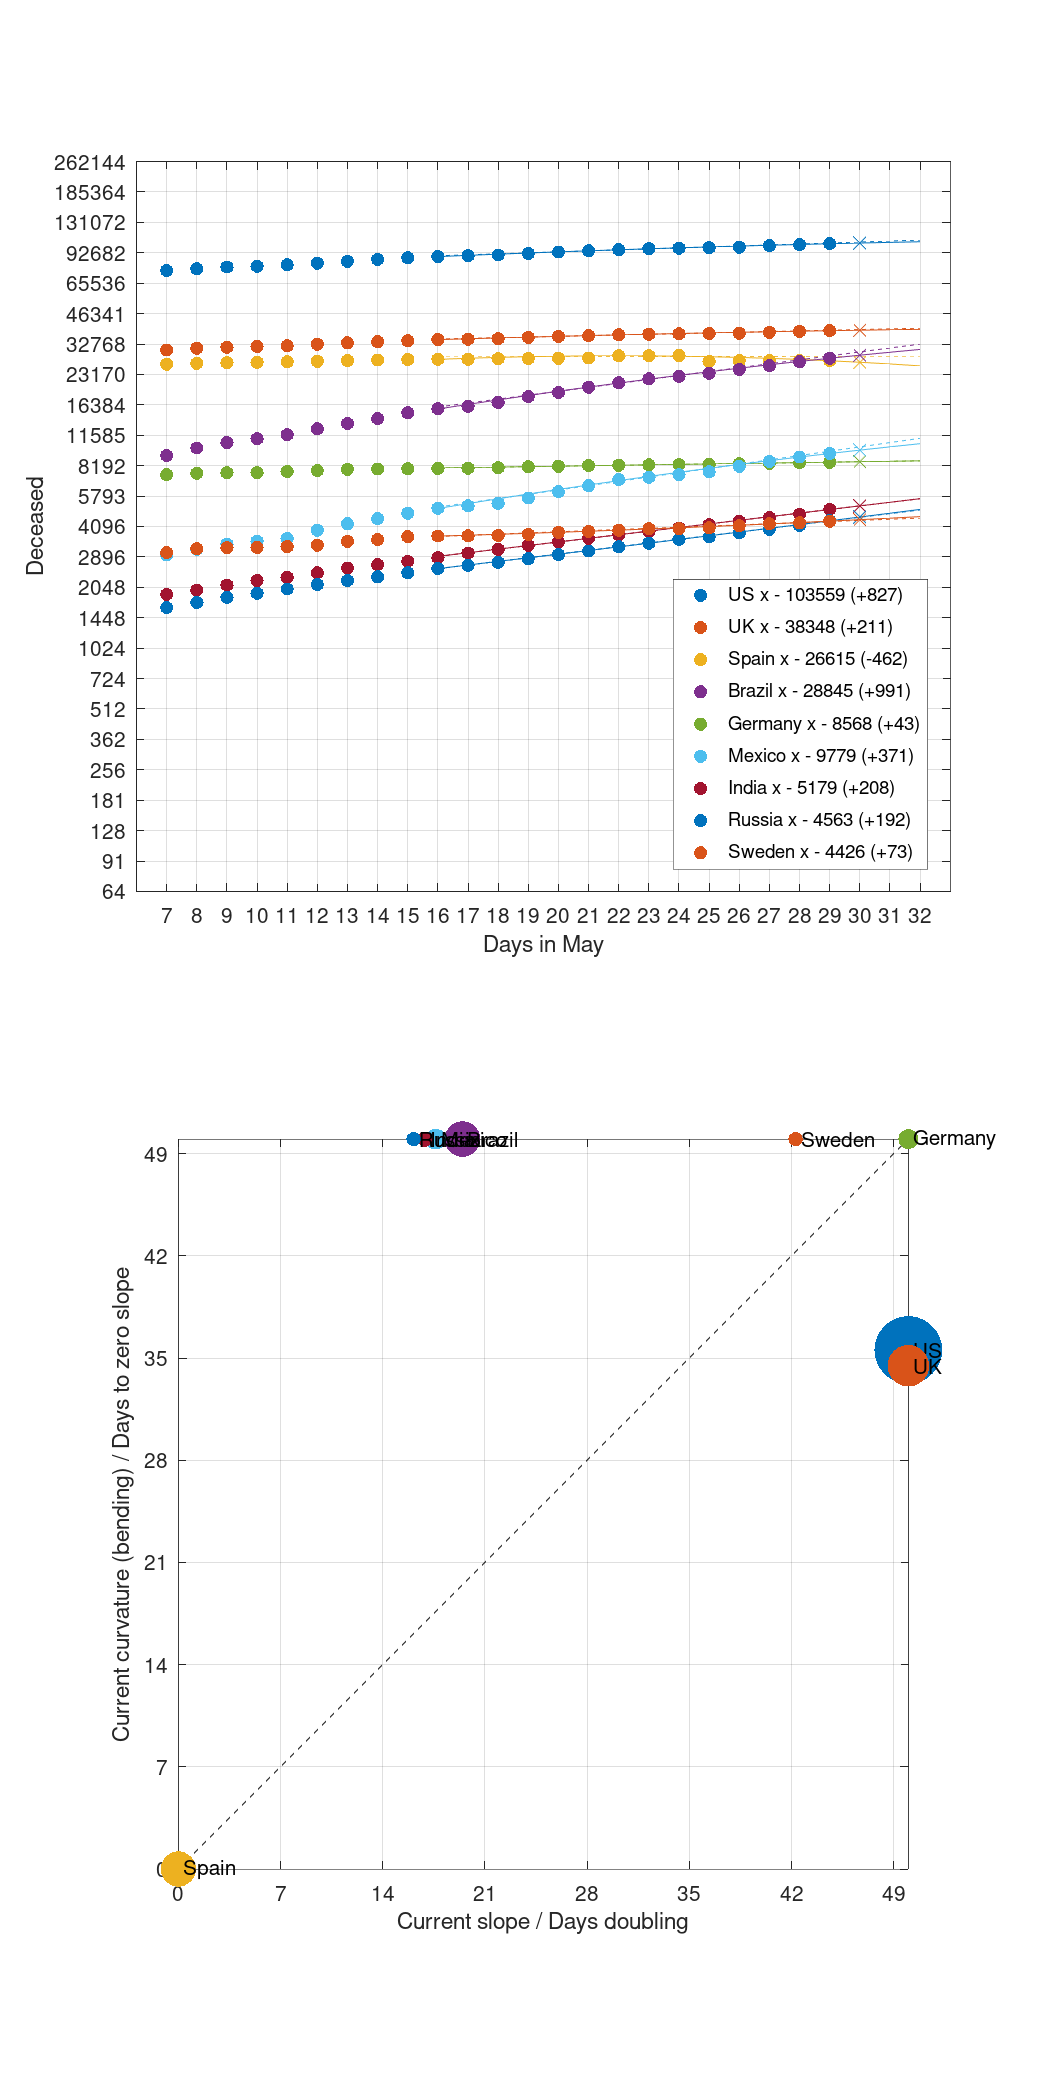 262144
185364
131072
92682
65536
46341
32768
23170
16384
11585
8192
5793
4096
2896
2048
1448
1024
724
512
362
256
181
128
91
64
Deceased
US x - 103559 (+827)
UK x - 38348 (+211)
Spain x - 26615 (-462)
Brazil x - 28845 (+991)
Germany x - 8568 (+43)
Mexico x - 9779 (+371)
India x - 5179 (+208)
Russia x - 4563 (+192)
Sweden x - 4426 (+73)
7 8 9 10 11 12 13 14 15 16 17 18 19 20 21 22 23 24 25 26 27 28 29 30 31 32
Days in May
Brazil
Sweden
Germany
49
42
35
28
21
14
7
0
Current curvature (bending) / Days to zero slope
US
UK
Spain
0 7 14 21 28 35 42 49
Current slope / Days doubling